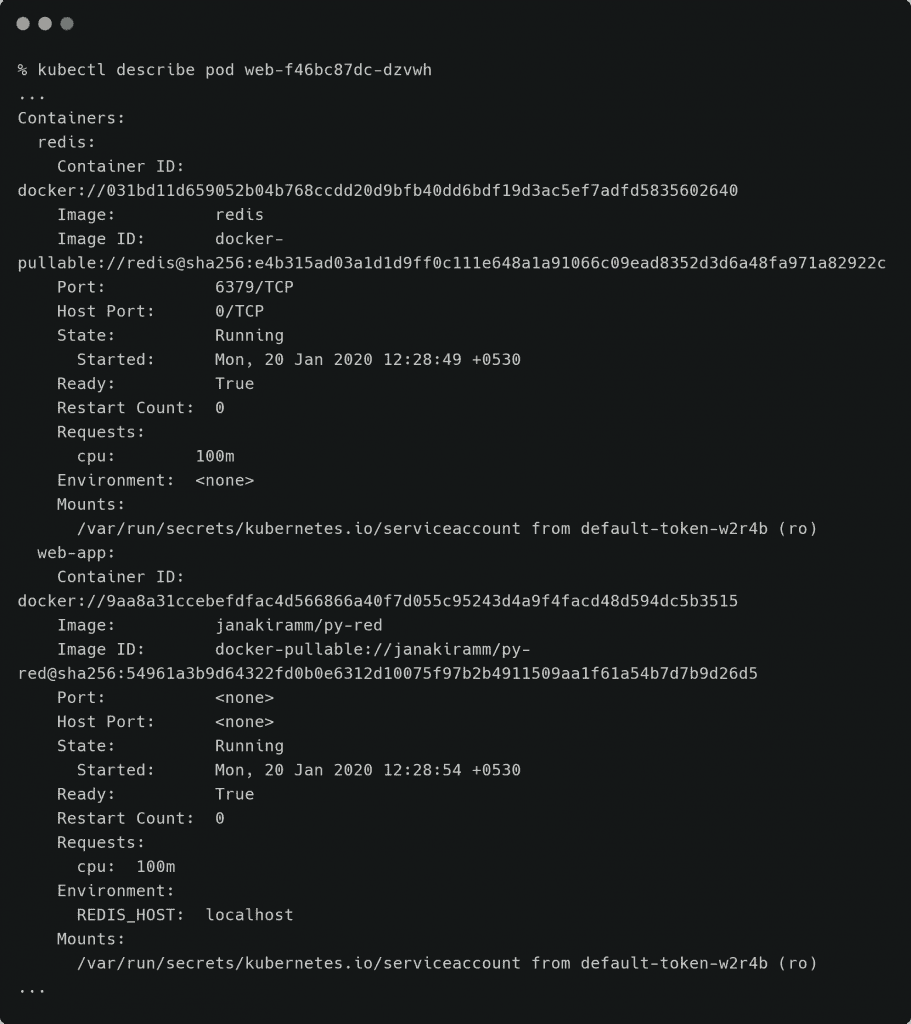 % kubectl describe pod web-f46bc87dc-dzvwh
...
Containers:
  redis:
    Container ID:
docker://031bd11d659052b04b768ccdd20d9bfb40dd6bdf19d3ac5ef7adfd5835602640
    Image:          redis
    Image ID:       docker-
pullable://redis@sha256:e4b315ad03a1d1d9ff0c111e648a1a91066c09ead8352d3d6a48fa971a82922c
    Port:           6379/TCP
    Host Port:      0/TCP
    State:          Running
      Started:      Mon, 20 Jan 2020 12:28:49 +0530
    Ready:          True
    Restart Count:  0
    Requests:
      cpu:        100m
    Environment:  <none>
    Mounts:
      /var/run/secrets/kubernetes.io/serviceaccount from default-token-w2r4b (ro)
  web-app:
    Container ID:
docker://9aa8a31ccebefdfac4d566866a40f7d055c95243d4a9f4facd48d594dc5b3515
    Image:          janakiramm/py-red
    Image ID:       docker-pullable://janakiramm/py-
red@sha256:54961a3b9d64322fd0b0e6312d10075f97b2b4911509aa1f61a54b7d7b9d26d5
    Port:           <none>
    Host Port:      <none>
    State:          Running
      Started:      Mon, 20 Jan 2020 12:28:54 +0530
    Ready:          True
    Restart Count:  0
    Requests:
      cpu:  100m
    Environment:
      REDIS_HOST:  localhost
    Mounts:
      /var/run/secrets/kubernetes.io/serviceaccount from default-token-w2r4b (ro)
...